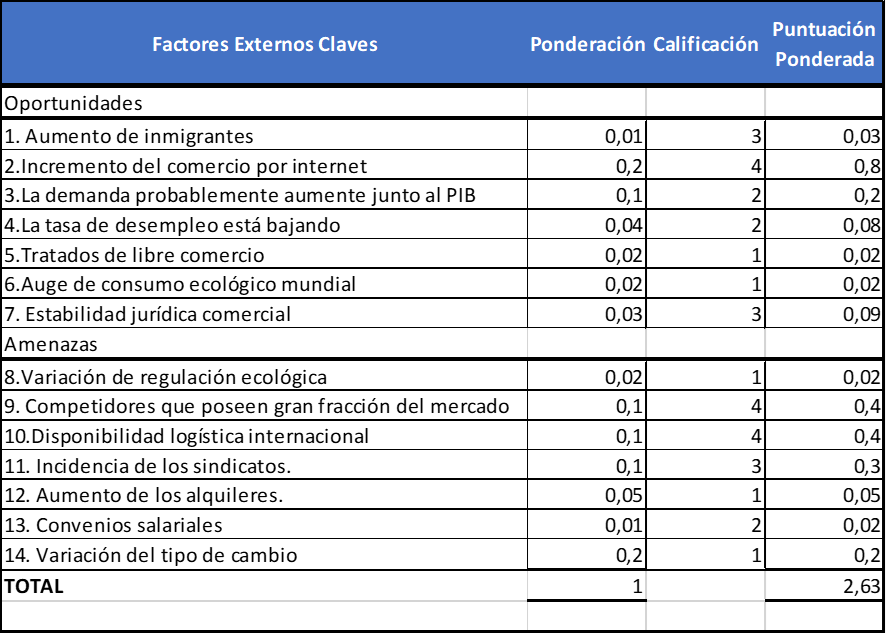 Factores Externos Claves Ponderación Calificación Puntuación Ponderada
Oportunidades
1. Aumento de inmigrantes 0,01 3 0,03
2.Incremento del comercio por internet 0,2 4 0,8
3.La demanda probablemente aumente junto al PIB 0,1 2 0,2
4.La tasa de desempleo está bajando 0,04 2 0,08
5.Tratados de libre comercio 0,02 1 0,02
6.Auge de consumo ecológico mundial 0,02 1 0,02
7. Estabilidad jurídica comercial 0,03 3 0,09
Amenazas
8.Variación de regulación ecológica 0,02 1 0,02
9. Competidores que poseen gran fracción del mercado 0,1 4 0,4
10.Disponibilidad logística internacional 0,1 4 0,4
11. Incidencia de los sindicatos. 0,1 3 0,3
12. Aumento de los alquileres. 0,05 1 0,05
13. Convenios salariales 0,01 2 0,02
14. Variación del tipo de cambio 0,2 1 0,2
TOTAL 1 2,63